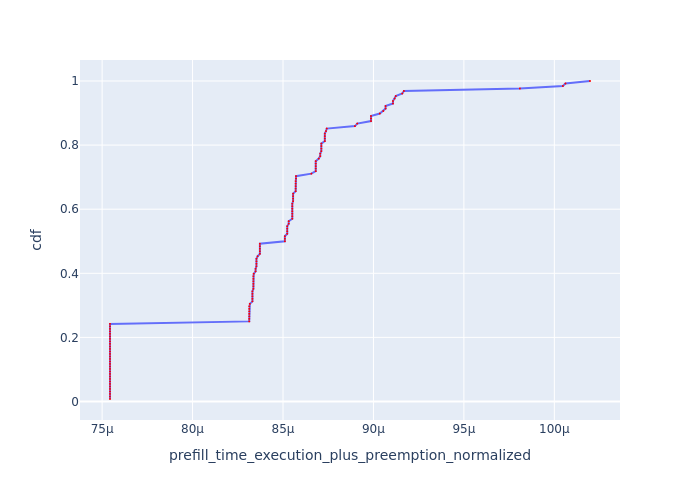 1
0.8
0.6
0.4
0.2
0
cdf
75μ 80μ 85μ 90μ 95μ 100μ
prefill_time_execution_plus_preemption_normalized